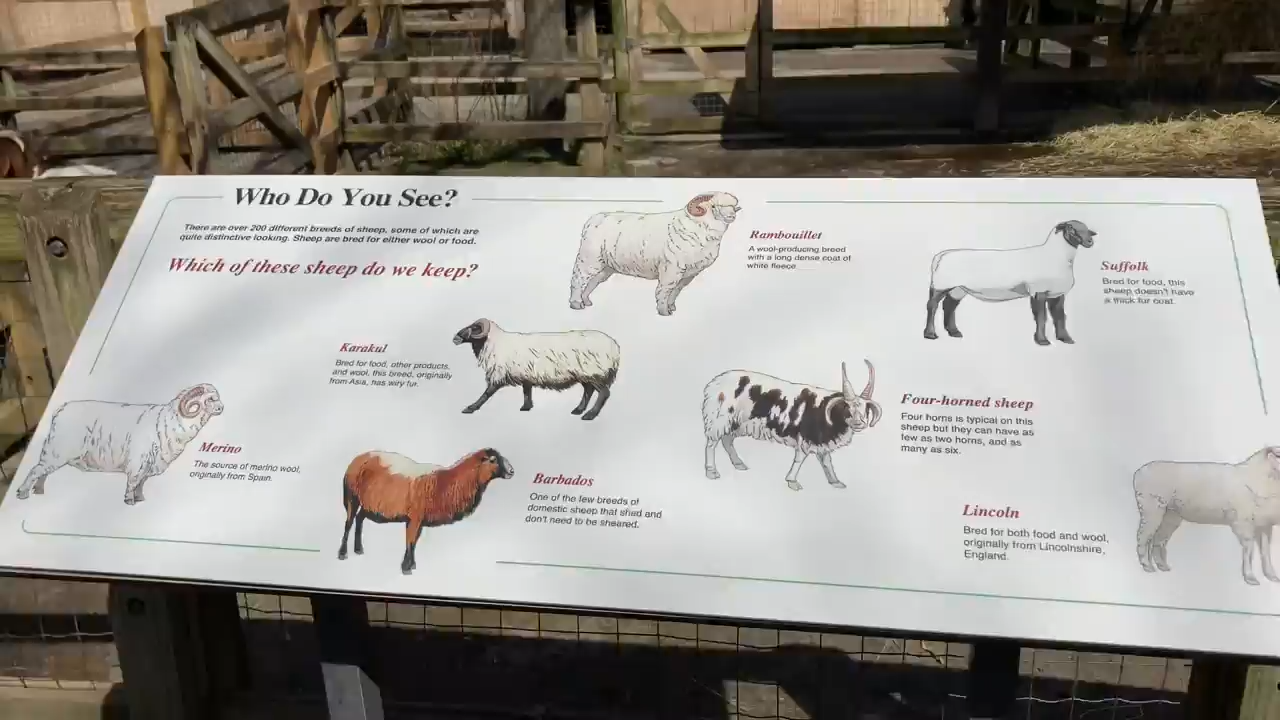 Who Do You See?
There are over 200 different breeds of sheep, some of which are
quite distinctive looking. Sheep are bred for either wool or food.
Which of these sheep do we keep?
Rambouillet
A wool-producing breed
with a long dense coat of
white fleece.
Suffolk
Bred for food, this
sheep doesn't have
a thick fur coat.
Karakul
Bred for food, other products,
and wool, this breed, originally
from Asia, has wiry fur.
Four-horned sheep
Four horns is typical on this
sheep but they can have as
few as two horns, and as
many as six.
Merino
The source of merino wool,
originally from Spain.
Barbados
One of the few breeds of
domestic sheep that shed and
don't need to be sheared.
Lincoln
Bred for both food and wool,
originally from Lincolnshire,
England.